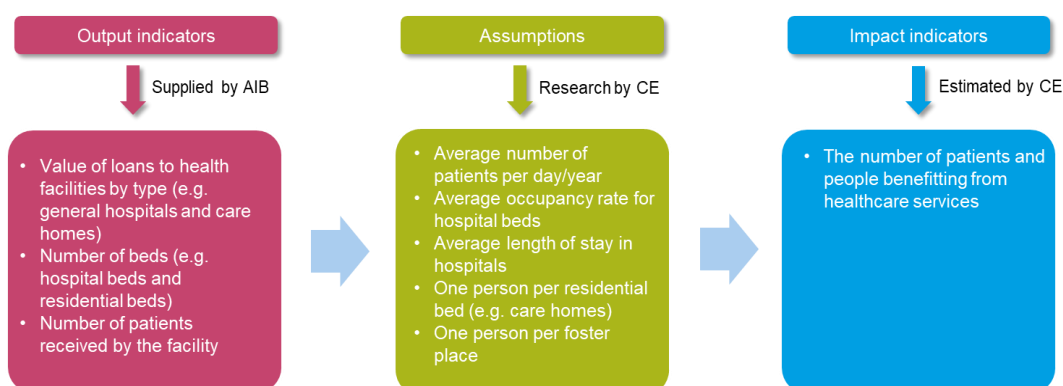 Output indicators
Supplied by AIB
• Value of loans to health
facilities by type (e.g.
general hospitals and care
homes)
• Number of beds (e.g.
hospital beds and
residential beds)
• Number of patients
received by the facility
Assumptions
Research by CE
• Average number of
patients per day/year
• Average occupancy rate for
hospital beds
• Average length of stay in
hospitals
• One person per residential
bed (e.g. care homes)
• One person per foster
place
Impact indicators
Estimated by CE
• The number of patients and
people benefitting from
healthcare services